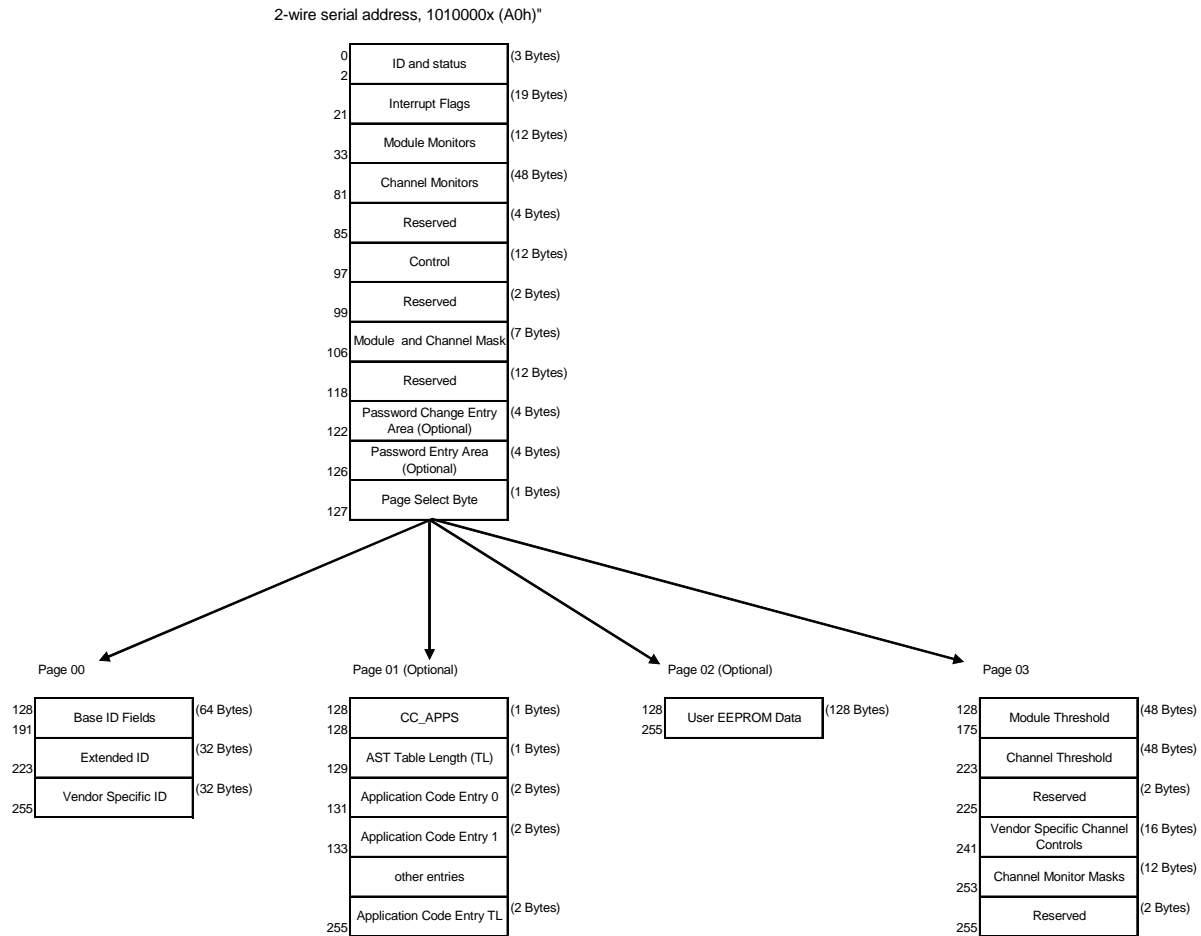 2-wire serial address, 1010000x (A0h)"
0
ID and status
(3 Bytes)
2
Interrupt Flags
(19 Bytes)
21
Module Monitors
(12 Bytes)
33
Channel Monitors
(48 Bytes)
81
Reserved
(4 Bytes)
85
Control
(12 Bytes)
97
Reserved
(2 Bytes)
99
Module and Channel Mask
(7 Bytes)
106
Reserved
(12 Bytes)
118
Password Change Entry
Area (Optional)
(4 Bytes)
122
Password Entry Area
(Optional)
(4 Bytes)
126
Page Select Byte
(1 Bytes)
127
Page 00
128
Base ID Fields
(64 Bytes)
191
Extended ID
(32 Bytes)
223
Vendor Specific ID
(32 Bytes)
255
Page 01 (Optional)
128
CC_APPS
(1 Bytes)
128
AST Table Length (TL)
(1 Bytes)
129
Application Code Entry 0
(2 Bytes)
131
Application Code Entry 1
(2 Bytes)
133
other entries
Application Code Entry TL
(2 Bytes)
255
Page 02 (Optional)
128
User EEPROM Data
(128 Bytes)
255
Page 03
128
Module Threshold
(48 Bytes)
175
Channel Threshold
(48 Bytes)
223
Reserved
(2 Bytes)
225
Vendor Specific Channel
Controls
(16 Bytes)
241
Channel Monitor Masks
(12 Bytes)
253
Reserved
(2 Bytes)
255